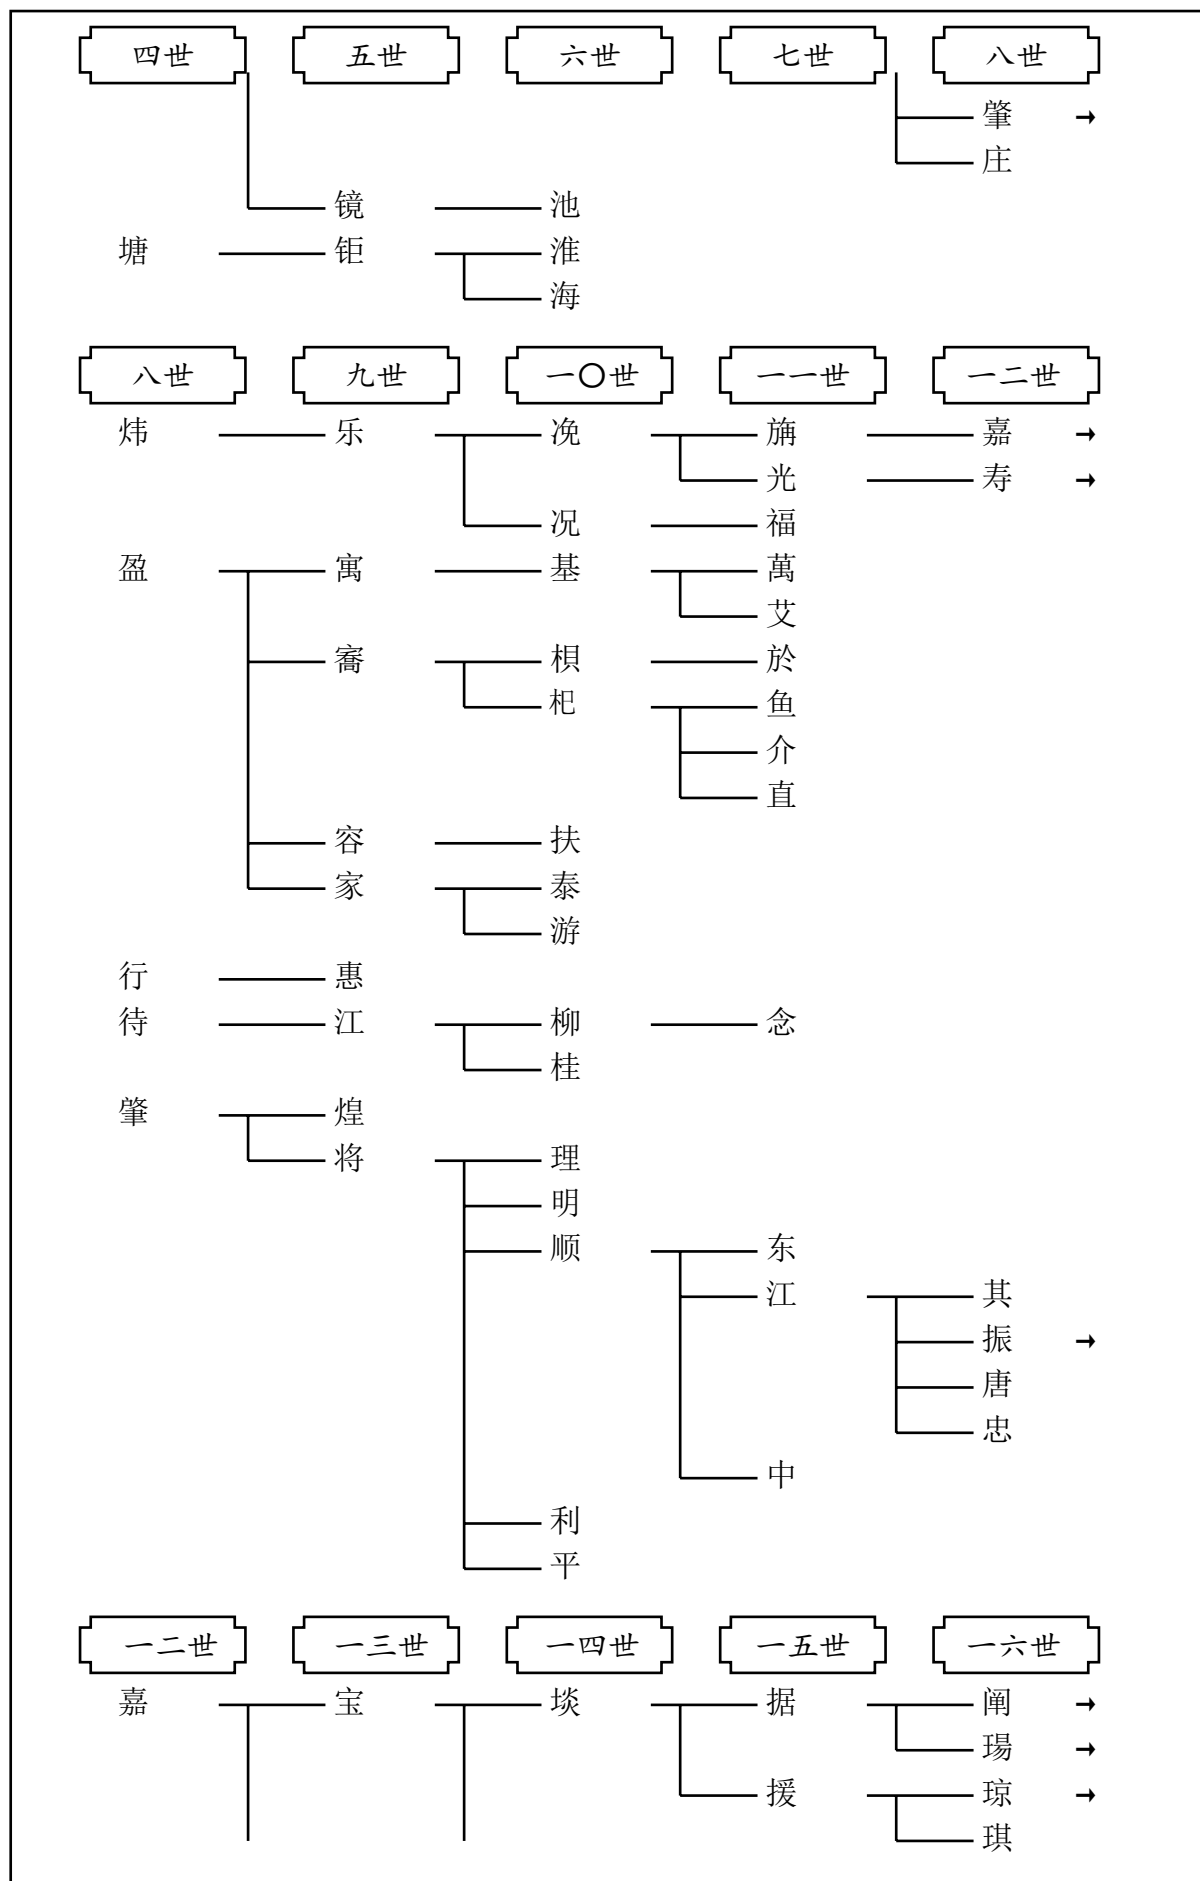 四世 五世 六世 七世 八世
肇 →
庄
镜 池
塘 钜 淮
海
八世 九世 一〇世 一一世 一二世
炜 乐 浼 旃 嘉 →
光 寿 →
况 福
盈 寓 基 萬
艾
寯 梖 於
杞 鱼
介
直
容 扶
家 泰
游
行 惠
待 江 柳 念
桂
肇 煌
将 理
明
顺 东
江 其
振 →
唐
忠
中
利
平
一二世 一三世 一四世 一五世 一六世
嘉 宝 埮 据 阐 →
瑒 →
援 琼 →
琪